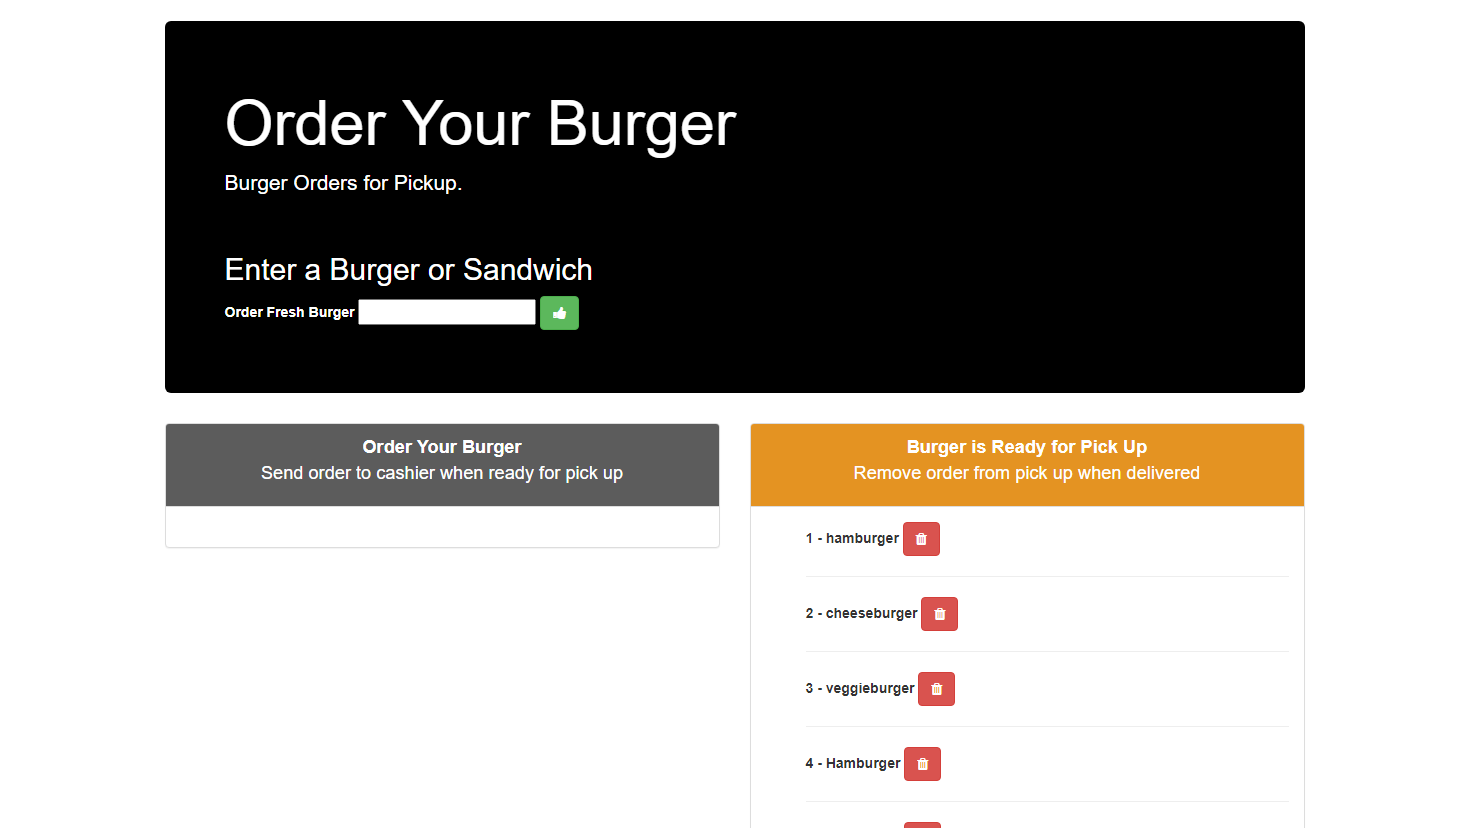 Order Your Burger
Burger Orders for Pickup.
Enter a Burger or Sandwich
Order Fresh Burger
Order Your Burger
Send order to cashier when ready for pick up
Burger is Ready for Pick Up
Remove order from pick up when delivered
1 - hamburger
2 - cheeseburger
3 - veggieburger
4 - Hamburger